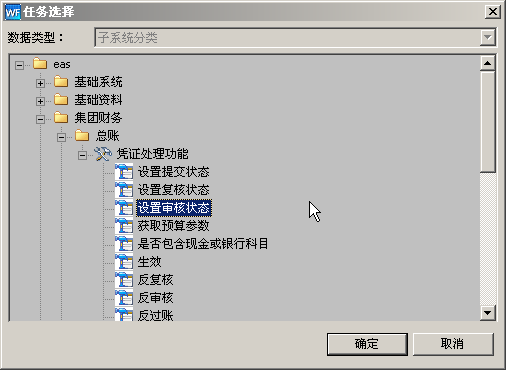 WF 任务选择
数据类型： 子系统分类
eas
基础系统
基础资料
集团财务
总账
凭证处理功能
设置提交状态
设置复核状态
设置审核状态
获取预算参数
是否包含现金或银行科目
生效
反复核
反审核
反过账
确定 取消